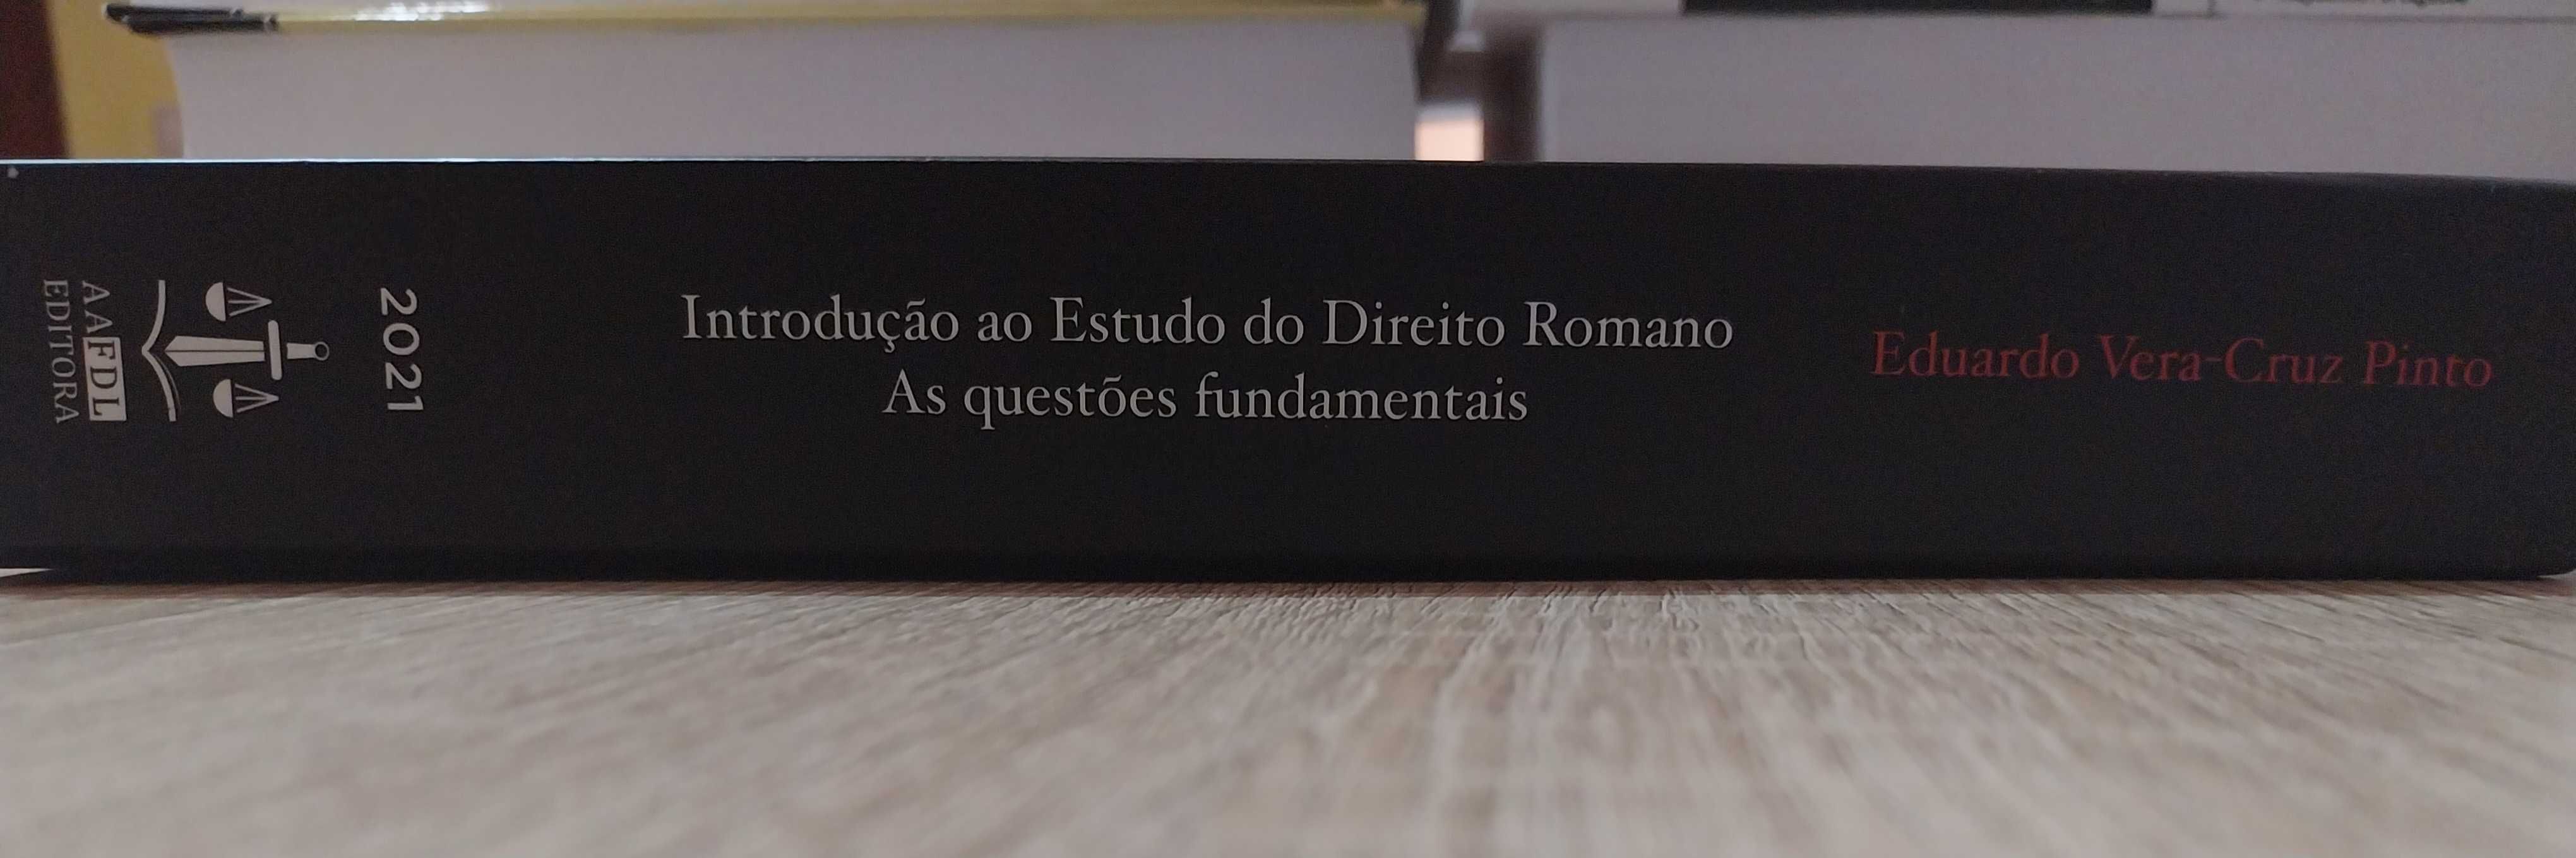 AAFDL
EDITORA
2021
Introdução ao Estudo do Direito Romano
As questões fundamentais
Eduardo Vera-Cruz Pinto